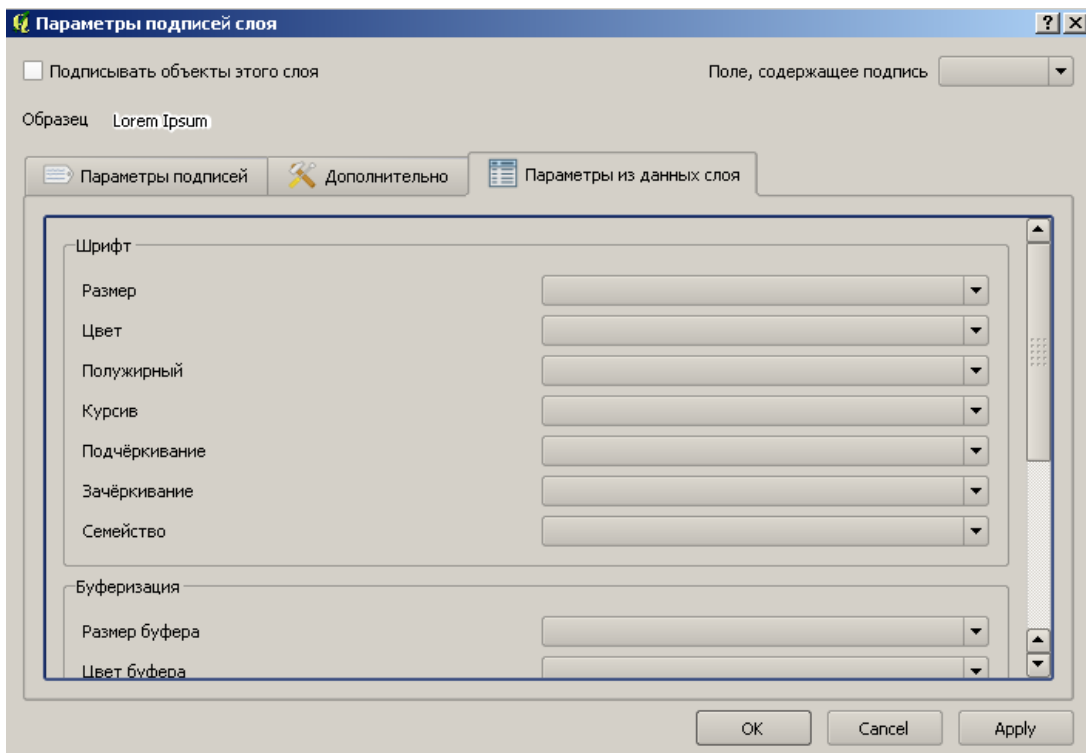 Параметры подписей слоя
Подписывать объекты этого слоя Поле, содержащее подпись
Образец Lorem Ipsum
Параметры подписей Дополнительно Параметры из данных слоя
Шрифт
Размер
Цвет
Полужирный
Курсив
Подчёркивание
Зачёркивание
Семейство
Буферизация
Размер буфера
Цвет буфера
OK Cancel Apply